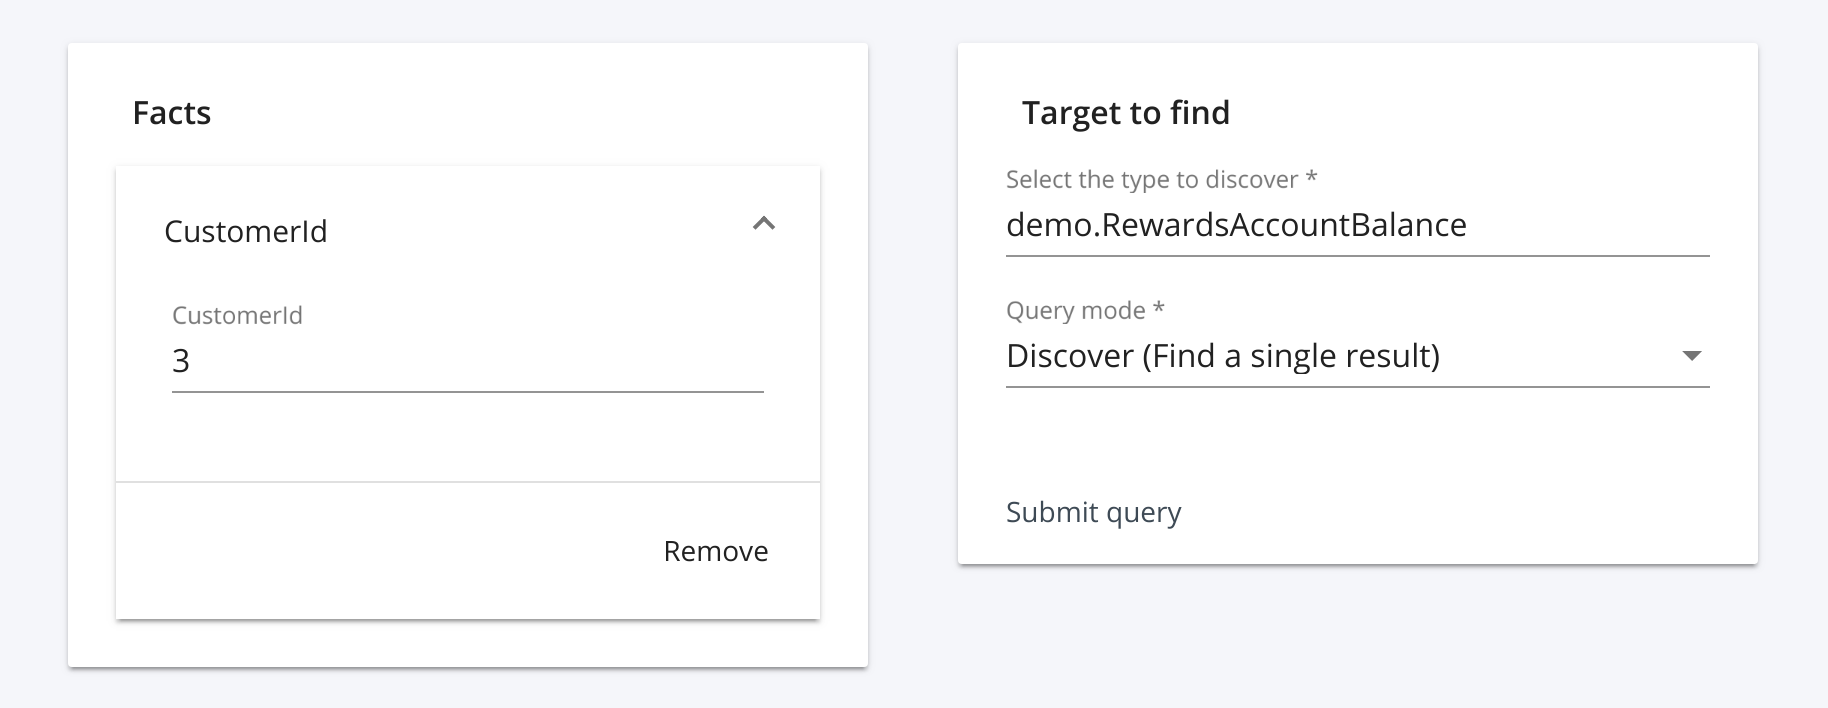 Facts
CustomerId
CustomerId
3
Remove
Target to find
Select the type to discover *
demo.RewardsAccountBalance
Query mode *
Discover (Find a single result)
Submit query